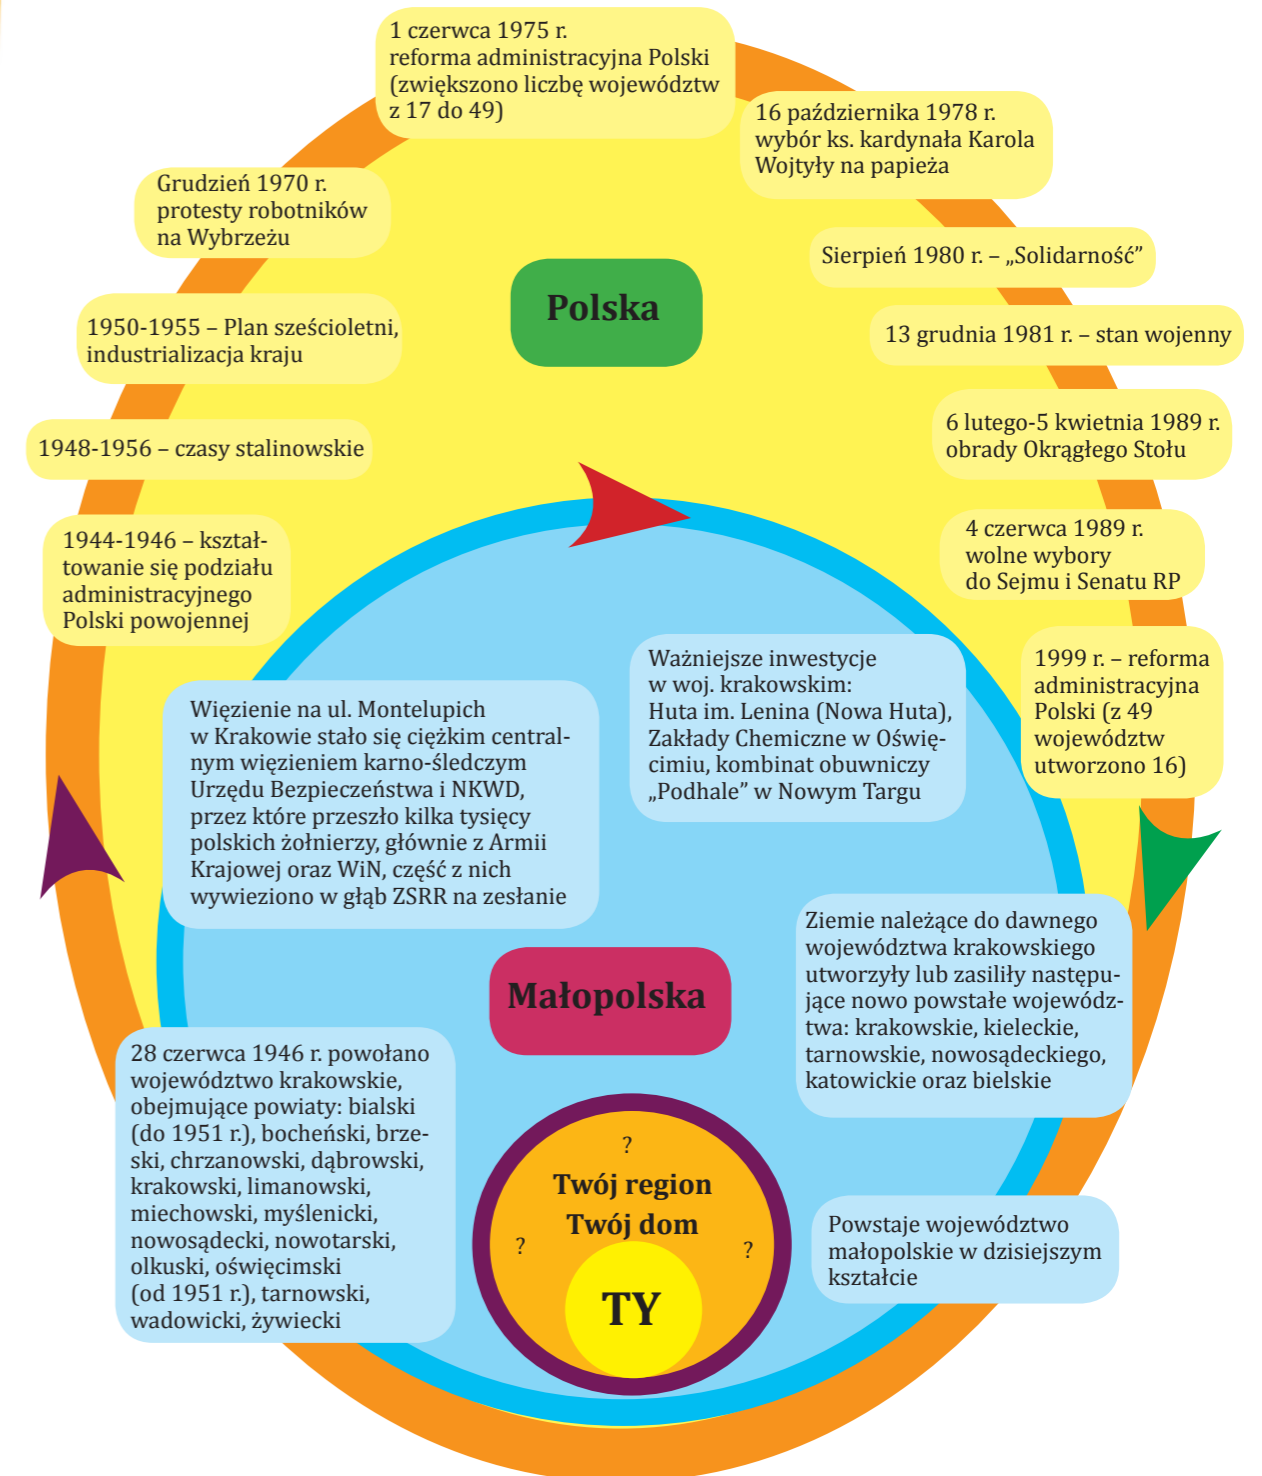 1 czerwca 1975 r.
reforma administracyjna Polski
(zwiększono liczbę województw
z 17 do 49)
16 października 1978 r.
wybór ks. kardynała Karola
Wojtyły na papieża
Grudzień 1970 r.
protesty robotników
na Wybrzeżu
Sierpień 1980 r. – „Solidarność”
Polska
1950-1955 – Plan sześcioletni,
industrializacja kraju
13 grudnia 1981 r. – stan wojenny
6 lutego-5 kwietnia 1989 r.
obrady Okrągłego Stołu
1948-1956 – czasy stalinowskie
4 czerwca 1989 r.
wolne wybory
do Sejmu i Senatu RP
1944-1946 – kształ-
towanie się podziału
administracyjnego
Polski powojennej
1999 r. – reforma
administracyjna
Polski (z 49
województw
utworzono 16)
Ważniejsze inwestycje
w woj. krakowskim:
Huta im. Lenina (Nowa Huta),
Zakłady Chemiczne w Oświę-
cimiu, kombinat obuwniczy
„Podhale” w Nowym Targu
Więzienie na ul. Montelupich
w Krakowie stało się ciężkim central-
nym więzieniem karno-śledczym
Urzędu Bezpieczeństwa i NKWD,
przez które przeszło kilka tysięcy
polskich żołnierzy, głównie z Armii
Krajowej oraz WiN, część z nich
wywieziono w głąb ZSRR na zesłanie
Ziemie należące do dawnego
województwa krakowskiego
utworzyły lub zasiliły następu-
jące nowo powstałe wojewódz-
twa: krakowskie, kieleckie,
tarnowskie, nowosądeckiego,
katowickie oraz bielskie
Małopolska
28 czerwca 1946 r. powołano
województwo krakowskie,
obejmujące powiaty: bialski
(do 1951 r.), bocheński, brze-
ski, chrzanowski, dąbrowski,
krakowski, limanowski,
miechowski, myślenicki,
nowosądecki, nowotarski,
olkuski, oświęcimski
(od 1951 r.), tarnowski,
wadowicki, żywiecki
?
Twój region
Twój dom
? ?
TY
Powstaje województwo
małopolskie w dzisiejszym
kształcie